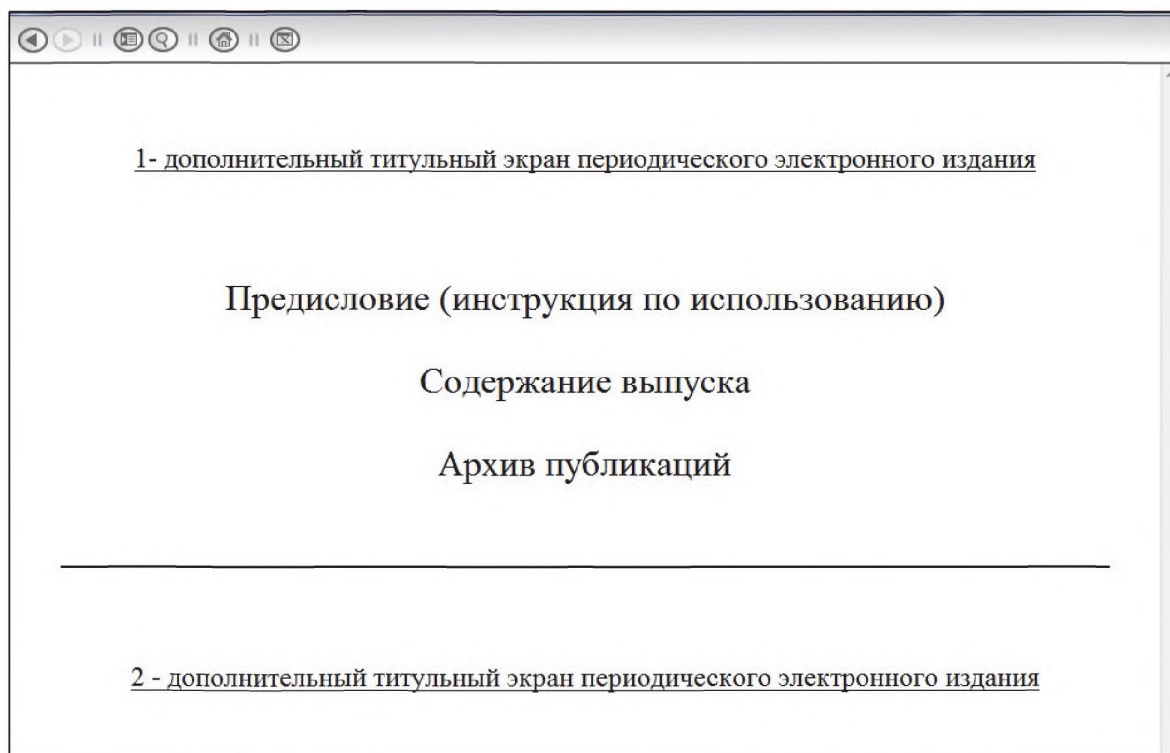 1- дополнительный титульный экран периодического электронного издания
Предисловие (инструкция по использованию)
Содержание выпуска
Архив публикаций
2 - дополнительный титульный экран периодического электронного издания